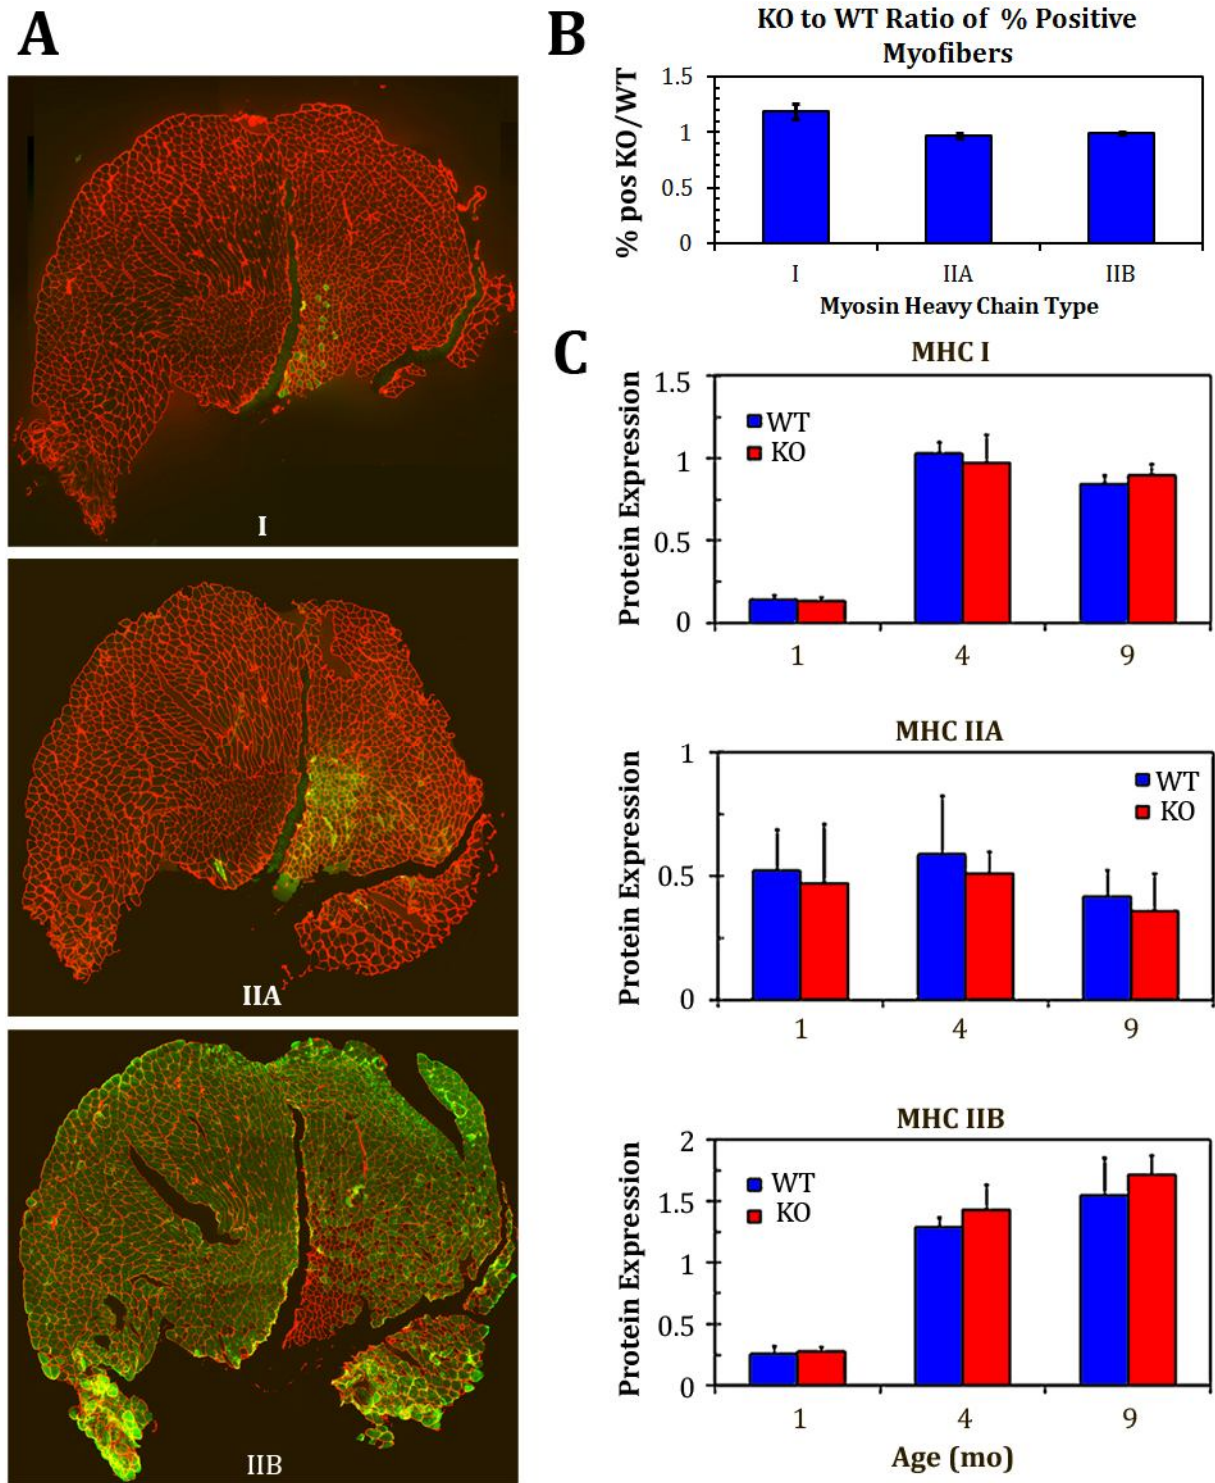 A
I
IIA
IIB
B
KO to WT Ratio of % Positive
Myofibers
% pos KO/WT
1.5
1
0.5
0
I IIA IIB
Myosin Heavy Chain Type
C
MHC I
Protein Expression
1.5
1
0.5
0
WT
KO
1 4 9
MHC IIA
Protein Expression
1
0.5
0
WT
KO
1 4 9
MHC IIB
Protein Expression
2
1.5
1
0.5
0
WT
KO
1 4 9
Age (mo)